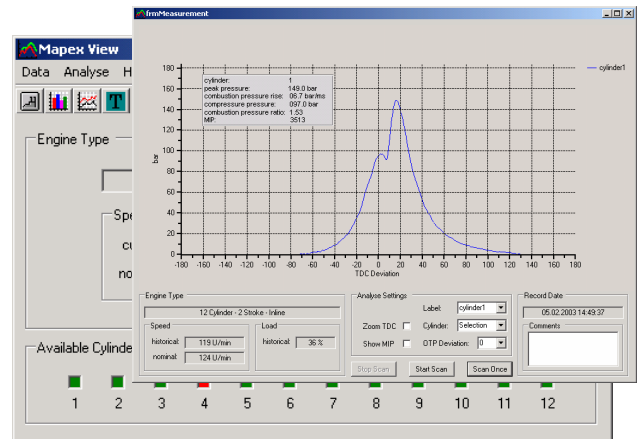 frmMeasurement
Mapex View
Data Analyse H
T
Engine Type
Spe
cu
no
Available Cylinde
1 2 3 4 5 6 7 8 9 10 11 12
180
160
140
120
100
80
60
40
20
0
bar
cylinder: 1
peak pressure: 149.0 bar
combustion pressure rise: 06.7 bar/ms
compressure pressure: 097.0 bar
combustion pressure ratio: 1.53
MIP: 3513
cylinder1
-180 -160 -140 -120 -100 -80 -60 -40 -20 0 20 40 60 80 100 120 140 160 180
TDC Deviation
Engine Type
12 Cylinder - 2 Stroke - Inline
Speed
historical: 119 U/min
nominal: 124 U/min
Load
historical: 36 %
Analyse Settings
Label: cylinder1
Zoom TDC Cylinder: Selection
Show MIP OTP Deviation: 0
Stop Scan Start Scan Scan Once
Record Date
05.02.2003 14:49:37
Comments